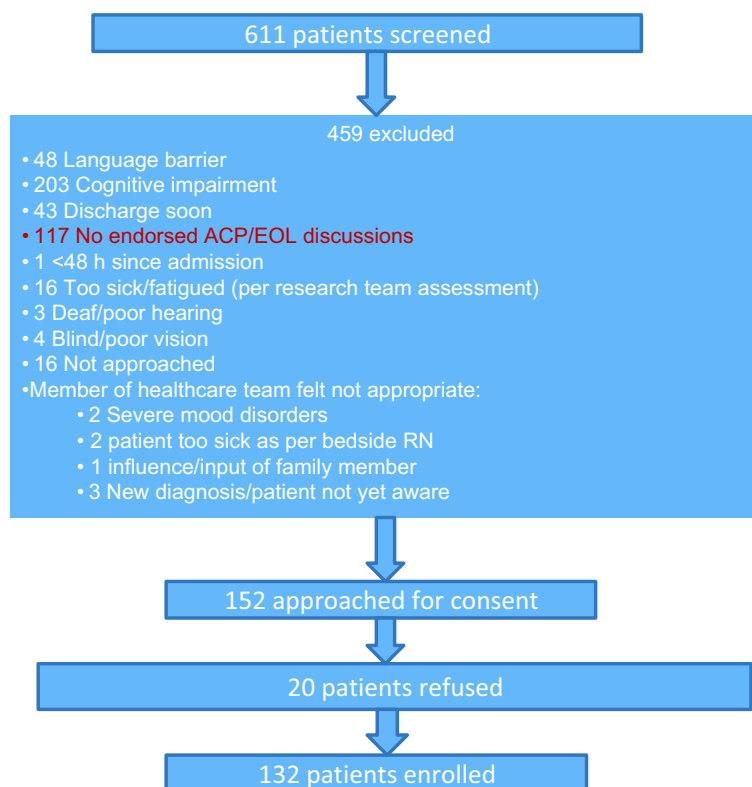 611 patients screened
459 excluded
• 48 Language barrier
• 203 Cognitive impairment
• 43 Discharge soon
• 117 No endorsed ACP/EOL discussions
• 1 <48 h since admission
• 16 Too sick/fatigued (per research team assessment)
• 3 Deaf/poor hearing
• 4 Blind/poor vision
• 16 Not approached
•Member of healthcare team felt not appropriate:
• 2 Severe mood disorders
• 2 patient too sick as per bedside RN
• 1 influence/input of family member
• 3 New diagnosis/patient not yet aware
152 approached for consent
20 patients refused
132 patients enrolled